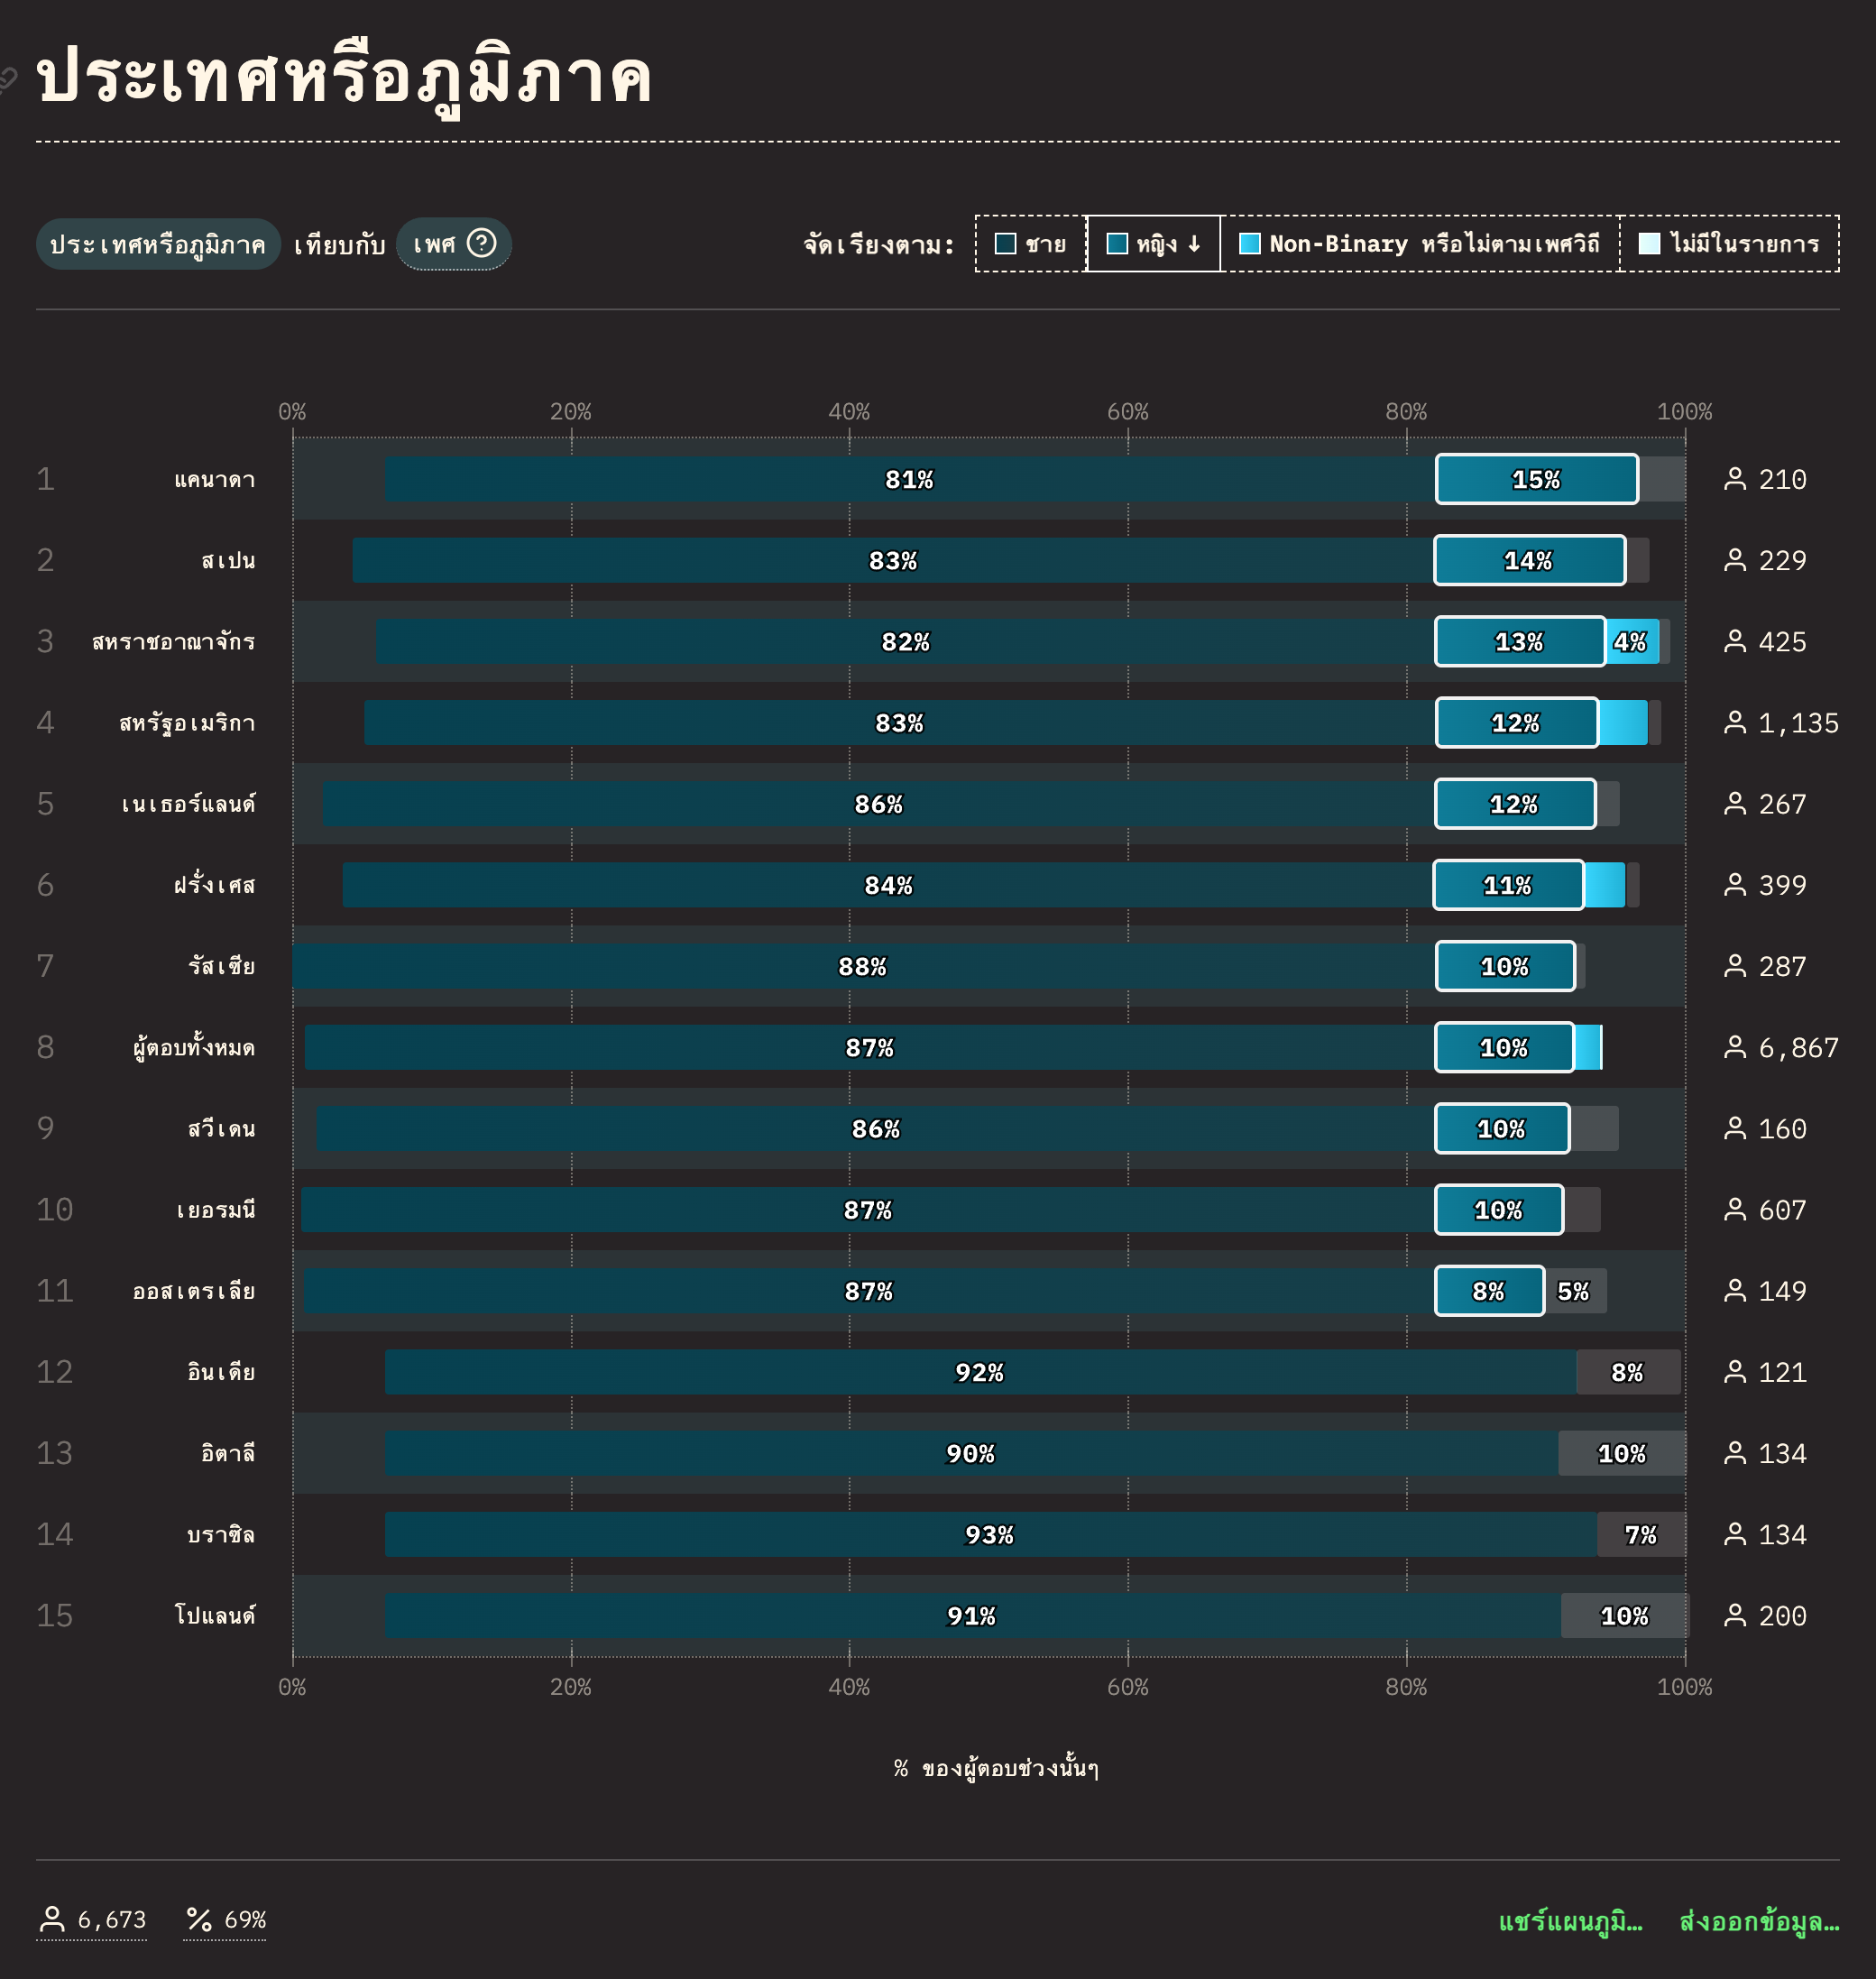 ประเทศหรือภูมิภาค
ประเทศหรือภูมิภาค เทียบกับ เพศ ? จัดเรียงตาม: ชาย หญิง ↓ Non-Binary หรือไม่ตามเพศวิถี ไม่มีในรายการ
0% 20% 40% 60% 80% 100%
1 แคนาดา 81% 15% 210
2 สเปน 83% 14% 229
3 สหราชอาณาจักร 82% 13% 4% 425
4 สหรัฐอเมริกา 83% 12% 1,135
5 เนเธอร์แลนด์ 86% 12% 267
6 ฝรั่งเศส 84% 11% 399
7 รัสเซีย 88% 10% 287
8 ผู้ตอบทั้งหมด 87% 10% 6,867
9 สวีเดน 86% 10% 160
10 เยอรมนี 87% 10% 607
11 ออสเตรเลีย 87% 8% 5% 149
12 อินเดีย 92% 8% 121
13 อิตาลี 90% 10% 134
14 บราซิล 93% 7% 134
15 โปแลนด์ 91% 10% 200
0% 20% 40% 60% 80% 100%
% ของผู้ตอบช่วงนั้นๆ
6,673 % 69% แชร์แผนภูมิ… ส่งออกข้อมูล…